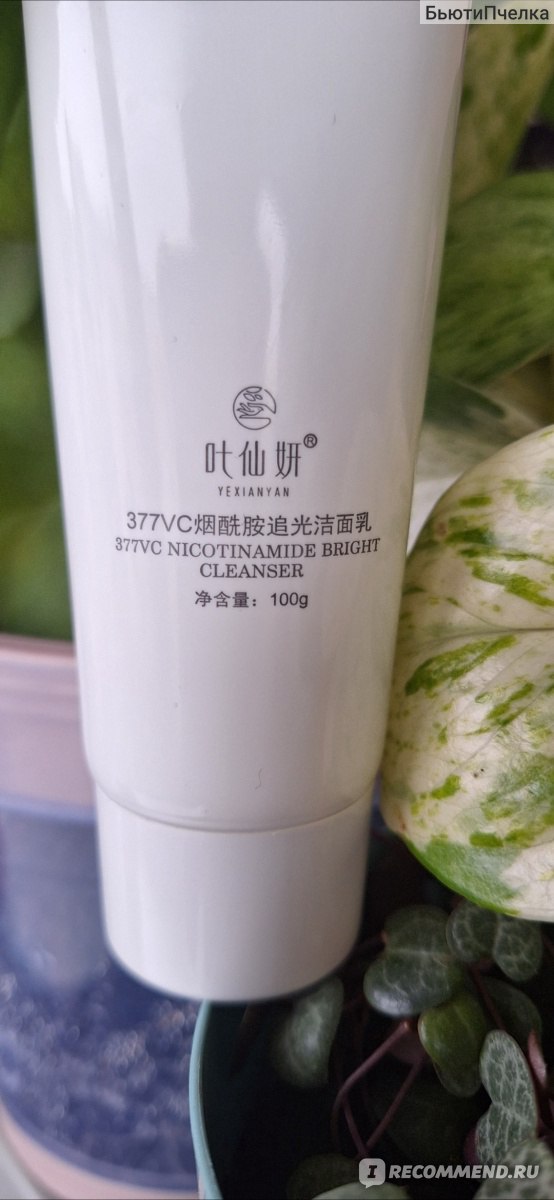 БьютиПчелка
叶仙妍®
YEXIANYAN
377VC烟酰胺追光洁面乳
377VC NICOTINAMIDE BRIGHT
CLEANSER
净含量：100g
I RECOMMEND.RU